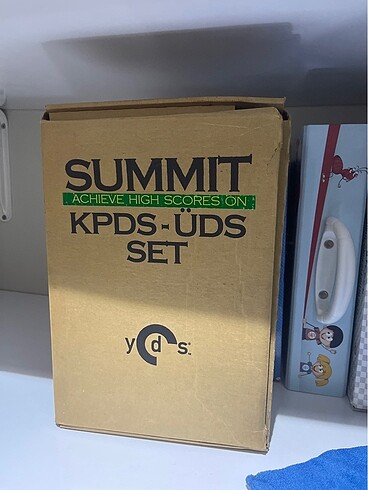 SUMMIT
ACHIEVE HIGH SCORES ON
KPDS-ÜDS
SET
yds